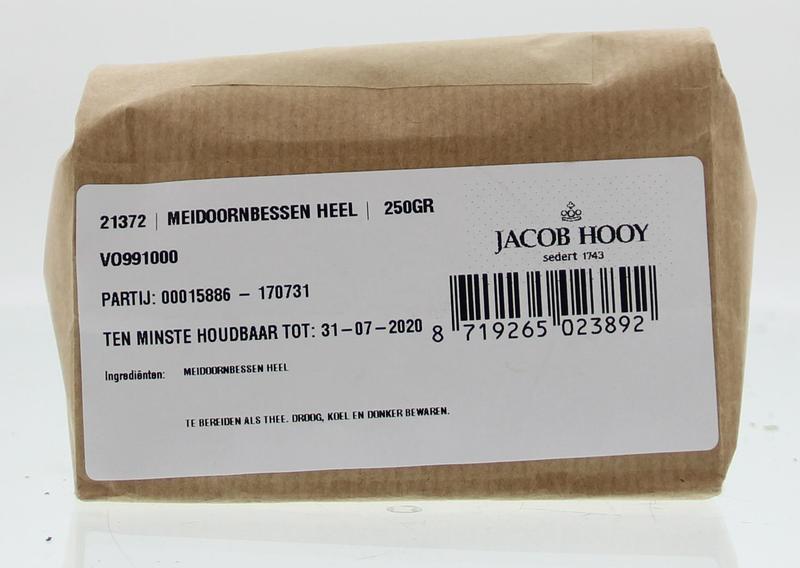 21372 | MEIDOORNBESSEN HEEL | 250GR
VO991000
PARTIJ: 00015886 – 170731
TEN MINSTE HOUDBAAR TOT: 31–07–2020
Ingrediënten: MEIDOORNBESSEN HEEL
TE BEREIDEN ALS THEE. DROOG, KOEL EN DONKER BEWAREN.
JACOB HOOY
sedert 1743
8 719265 023892